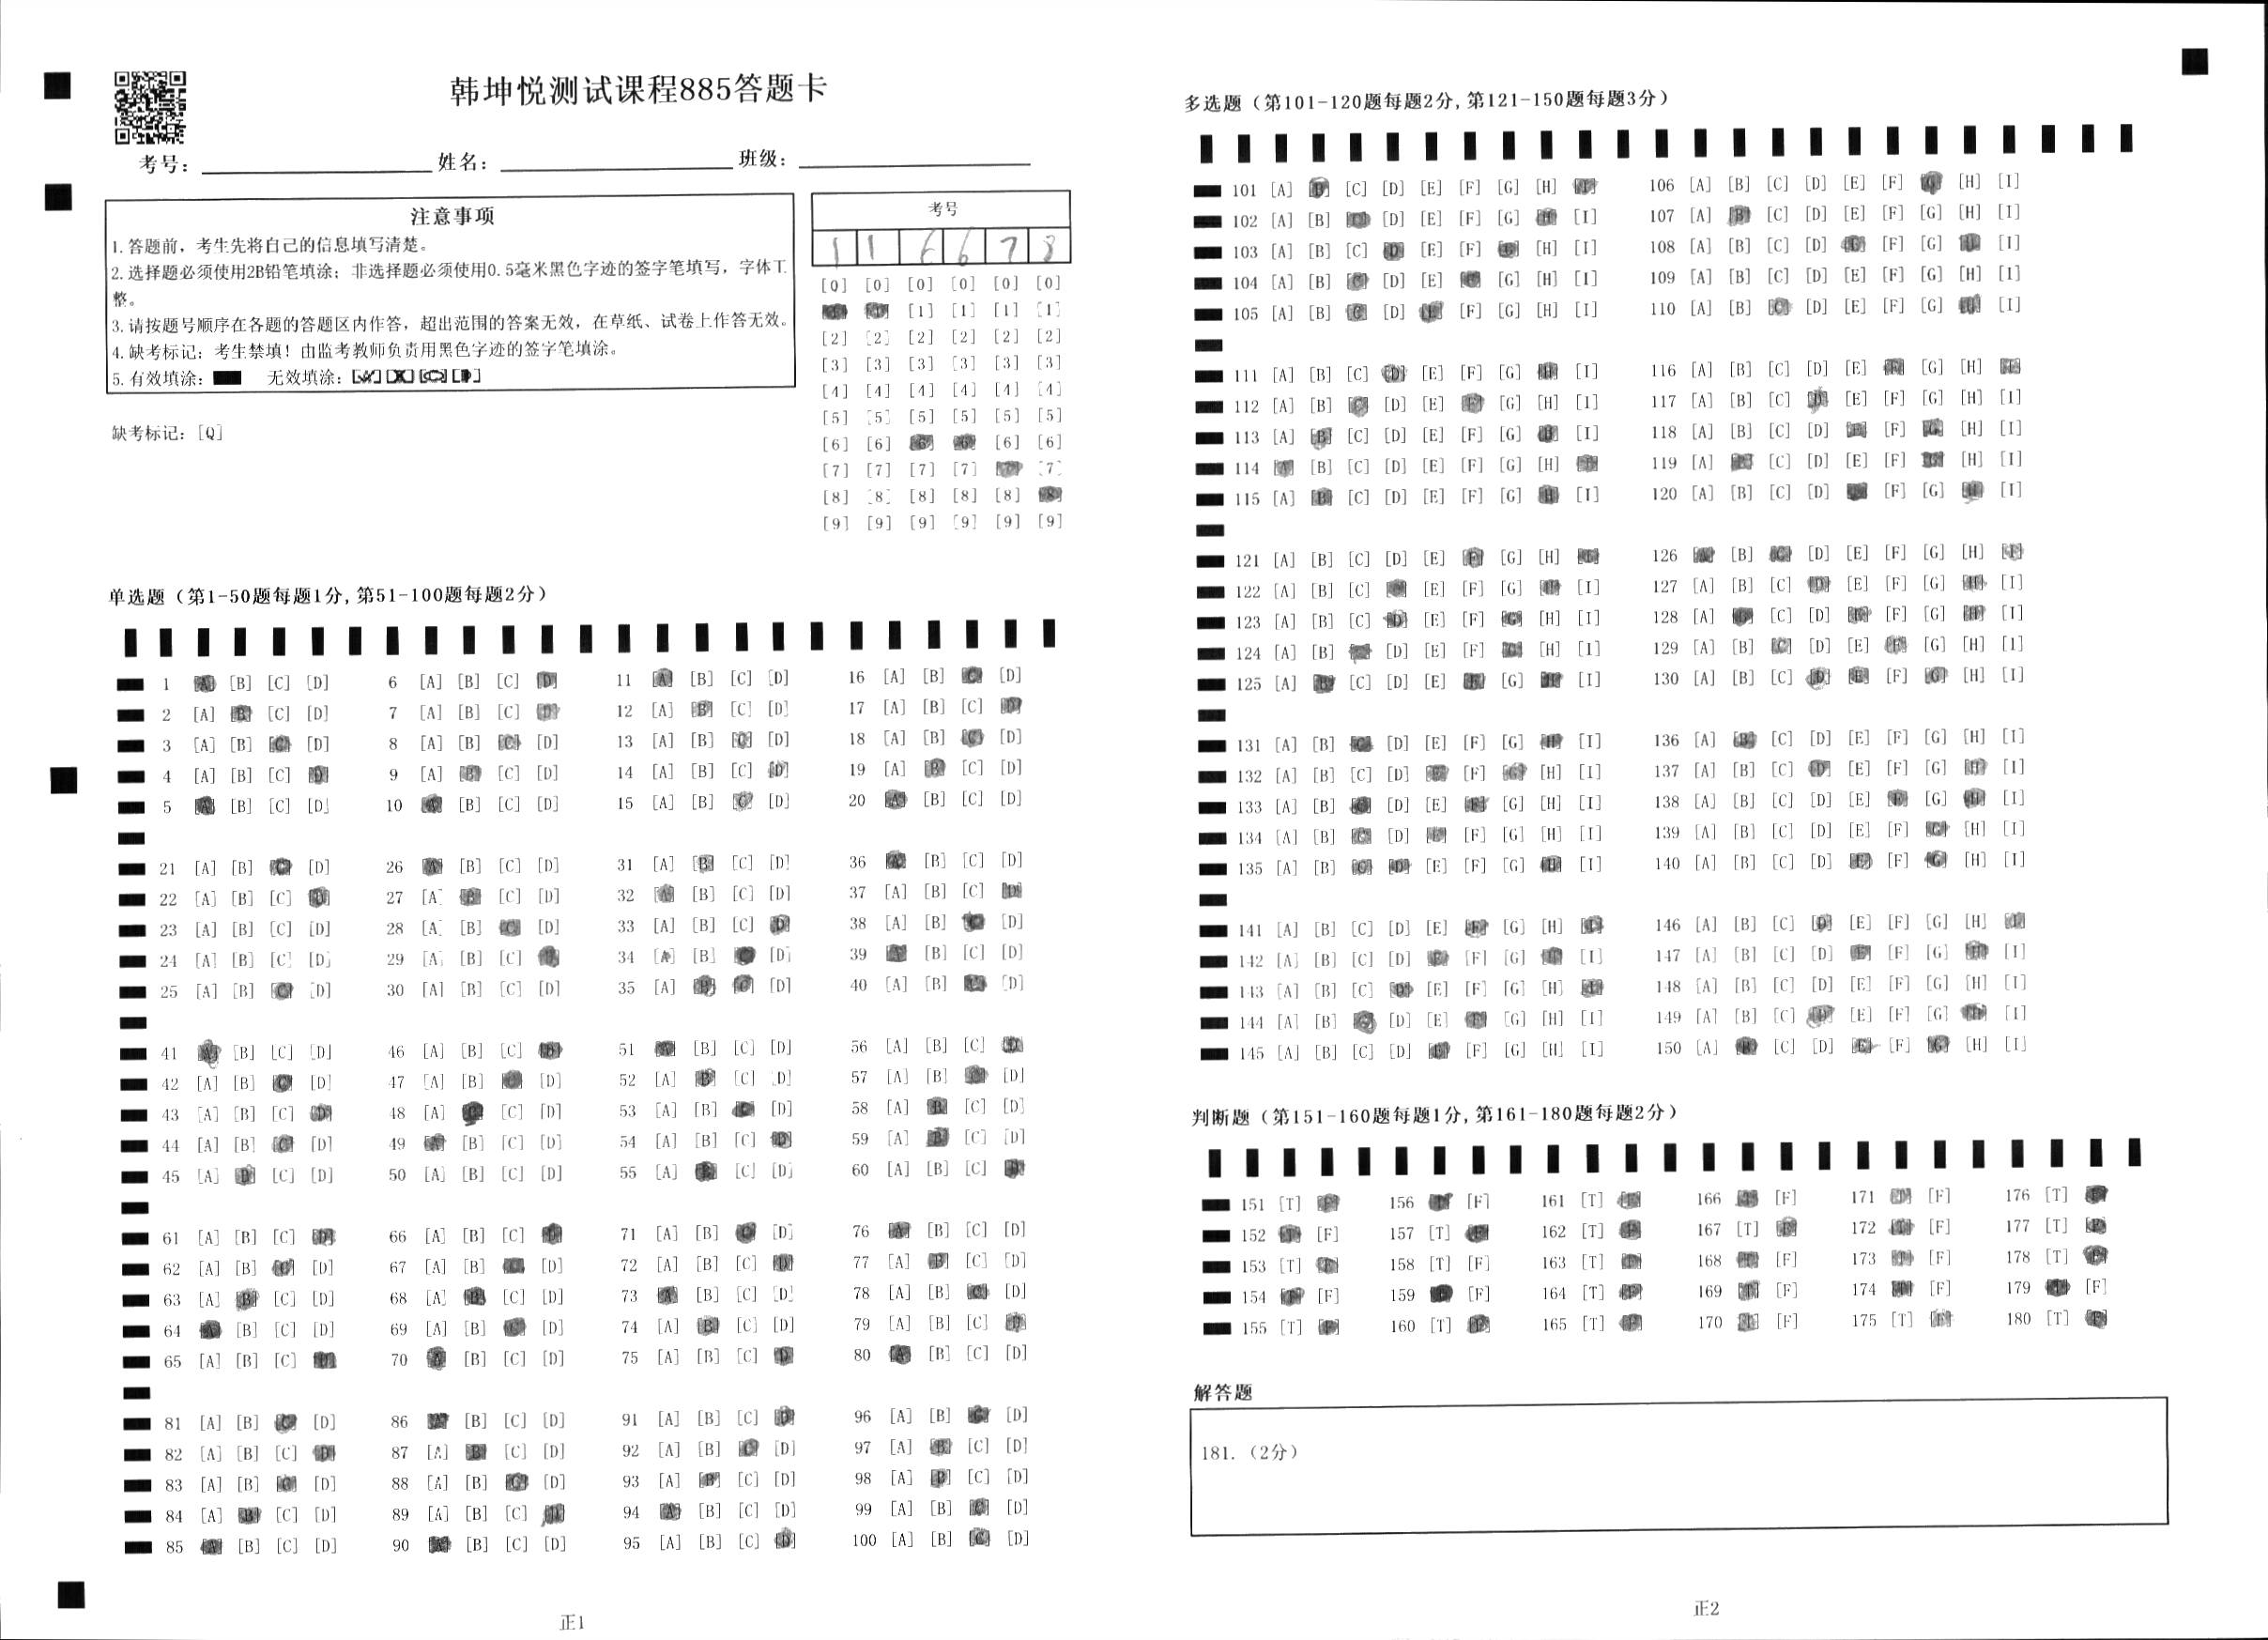 韩坤悦测试课程885答题卡
考号: 姓名: 班级:
注意事项
1.答题前,考生先将自己的信息填写清楚。
2.选择题必须使用2B铅笔填涂;非选择题必须使用0.5毫米黑色字迹的签字笔填写,字体工
整。
3.请按题号顺序在各题的答题区内作答,超出范围的答案无效,在草纸、试卷上作答无效。
4.缺考标记:考生禁填!由监考教师负责用黑色字迹的签字笔填涂。
5.有效填涂: 无效填涂:[A] [X] [C] [D]
缺考标记: [Q]
考号
1 1 6 6 7 8
[0] [0] [0] [0] [0] [0]
[1] [1] [1] [1]
[2] [2] [2] [2] [2] [2]
[3] [3] [3] [3] [3] [3]
[4] [4] [4] [4] [4] [4]
[5] [5] [5] [5] [5] [5]
[6] [6] [6] [6]
[7] [7] [7] [7] [7]
[8] [8] [8] [8] [8]
[9] [9] [9] [9] [9] [9]
单选题(第1-50题每题1分,第51-100题每题2分)
1 [B] [C] [D] 6 [A] [B] [C] 11 [B] [C] [D] 16 [A] [B] [D]
2 [A] [C] [D] 7 [A] [B] [C] 12 [A] [C] [D] 17 [A] [B] [C]
3 [A] [B] [D] 8 [A] [B] [D] 13 [A] [B] [D] 18 [A] [B] [D]
4 [A] [B] [C] 9 [A] [C] [D] 14 [A] [B] [C] 19 [A] [C] [D]
5 [B] [C] [D] 10 [B] [C] [D] 15 [A] [B] [D] 20 [B] [C] [D]
21 [A] [B] [D] 26 [B] [C] [D] 31 [A] [C] [D] 36 [B] [C] [D]
22 [A] [B] [C] 27 [A] [C] [D] 32 [B] [C] [D] 37 [A] [B] [C]
23 [A] [B] [C] [D] 28 [A] [B] [D] 33 [A] [B] [C] 38 [A] [B] [D]
24 [A] [B] [C] [D] 29 [A] [B] [C] 34 [A] [B] [D] 39 [B] [C] [D]
25 [A] [B] [D] 30 [A] [B] [C] [D] 35 [A] [D] 40 [A] [B] [D]
41 [B] [C] [D] 46 [A] [B] [C] 51 [B] [C] [D] 56 [A] [B] [C]
42 [A] [B] [D] 47 [A] [B] [D] 52 [A] [C] [D] 57 [A] [B] [D]
43 [A] [B] [C] 48 [A] [C] [D] 53 [A] [B] [D] 58 [A] [C] [D]
44 [A] [B] [D] 49 [B] [C] [D] 54 [A] [B] [C] 59 [A] [C] [D]
45 [A] [C] [D] 50 [A] [B] [C] [D] 55 [A] [C] [D] 60 [A] [B] [C]
61 [A] [B] [C] 66 [A] [B] [C] 71 [A] [B] [D] 76 [B] [C] [D]
62 [A] [B] [D] 67 [A] [B] [D] 72 [A] [B] [C] 77 [A] [C] [D]
63 [A] [C] [D] 68 [A] [C] [D] 73 [B] [C] [D] 78 [A] [B] [D]
64 [B] [C] [D] 69 [A] [B] [D] 74 [A] [C] [D] 79 [A] [B] [C]
65 [A] [B] [C] 70 [B] [C] [D] 75 [A] [B] [C] 80 [B] [C] [D]
81 [A] [B] [D] 86 [B] [C] [D] 91 [A] [B] [C] 96 [A] [B] [D]
82 [A] [B] [C] 87 [A] [C] [D] 92 [A] [B] [D] 97 [A] [C] [D]
83 [A] [B] [D] 88 [A] [B] [D] 93 [A] [C] [D] 98 [A] [C] [D]
84 [A] [C] [D] 89 [A] [B] [C] 94 [B] [C] [D] 99 [A] [B] [D]
85 [B] [C] [D] 90 [B] [C] [D] 95 [A] [B] [C] 100 [A] [B] [D]
正1
多选题(第101-120题每题2分,第121-150题每题3分)
101 [A] [C] [D] [E] [F] [G] [H] 106 [A] [B] [C] [D] [E] [F] [H] [I]
102 [A] [B] [D] [E] [F] [G] [I] 107 [A] [C] [D] [E] [F] [G] [H] [I]
103 [A] [B] [C] [E] [F] [H] [I] 108 [A] [B] [C] [D] [F] [G] [I]
104 [A] [B] [D] [E] [G] [H] [I] 109 [A] [B] [C] [D] [E] [F] [G] [H] [I]
105 [A] [B] [D] [F] [G] [H] [I] 110 [A] [B] [D] [E] [F] [G] [I]
111 [A] [B] [C] [E] [F] [G] [I] 116 [A] [B] [C] [D] [E] [G] [H]
112 [A] [B] [D] [E] [G] [H] [I] 117 [A] [B] [C] [E] [F] [G] [H] [I]
113 [A] [C] [D] [E] [F] [G] [I] 118 [A] [B] [C] [D] [F] [H] [I]
114 [B] [C] [D] [E] [F] [G] [H] 119 [A] [C] [D] [E] [F] [H] [I]
115 [A] [C] [D] [E] [F] [G] [I] 120 [A] [B] [C] [D] [F] [G] [I]
121 [A] [B] [C] [D] [E] [G] [H] 126 [B] [D] [E] [F] [G] [H]
122 [A] [B] [C] [E] [F] [G] [I] 127 [A] [B] [C] [E] [F] [G] [I]
123 [A] [B] [C] [E] [F] [H] [I] 128 [A] [C] [D] [F] [G] [I]
124 [A] [B] [D] [E] [F] [H] [I] 129 [A] [B] [D] [E] [G] [H] [I]
125 [A] [C] [D] [E] [G] [I] 130 [A] [B] [C] [F] [H] [I]
131 [A] [B] [D] [E] [F] [G] [I] 136 [A] [C] [D] [E] [F] [G] [H] [I]
132 [A] [B] [C] [D] [F] [H] [I] 137 [A] [B] [C] [E] [F] [G] [I]
133 [A] [B] [D] [E] [G] [H] [I] 138 [A] [B] [C] [D] [E] [G] [I]
134 [A] [B] [D] [F] [G] [H] [I] 139 [A] [B] [C] [D] [E] [F] [H] [I]
135 [A] [B] [E] [F] [G] [I] 140 [A] [B] [C] [D] [F] [H] [I]
141 [A] [B] [C] [D] [E] [G] [H] 146 [A] [B] [C] [E] [F] [G] [H]
142 [A] [B] [C] [D] [F] [G] [I] 147 [A] [B] [C] [D] [F] [G] [I]
143 [A] [B] [C] [E] [F] [G] [H] 148 [A] [B] [C] [D] [E] [F] [G] [H] [I]
144 [A] [B] [D] [E] [G] [H] [I] 149 [A] [B] [C] [E] [F] [G] [I]
145 [A] [B] [C] [D] [F] [G] [H] [I] 150 [A] [C] [D] [F] [H] [I]
判断题(第151-160题每题1分,第161-180题每题2分)
151 [T] 156 [F] 161 [T] 166 [F] 171 [F] 176 [T]
152 [F] 157 [T] 162 [T] 167 [T] 172 [F] 177 [T]
153 [T] 158 [T] [F] 163 [T] 168 [F] 173 [F] 178 [T]
154 [F] 159 [F] 164 [T] 169 [F] 174 [F] 179 [F]
155 [T] 160 [T] 165 [T] 170 [F] 175 [T] 180 [T]
解答题
181.(2分)
正2